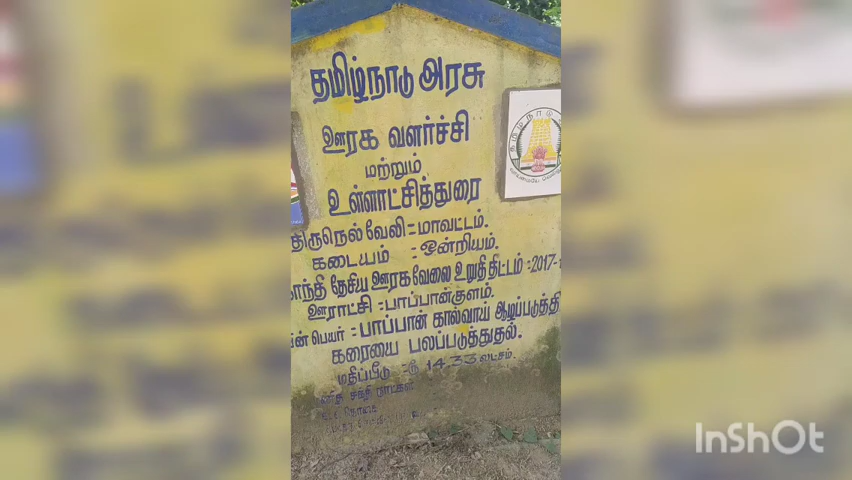 தமிழ்நாடு அரசு
ஊரக வளர்ச்சி
மற்றும்
உள்ளாட்சித்துறை
திருநெல்வேலி = மாவட்டம்.
கடையம் = ஒன்றியம்.
காந்தி தேசிய ஊரக வேலை உறுதி திட்டம் = 2017-
ஊராட்சி = பாப்பான்குளம்.
பெயர் = பாப்பான் கால்வாய் ஆழப்படுத்தி
கரையை பலப்படுத்துதல்.
மதிப்பீடு = ரூ 14.33 லட்சம்.
InShOt